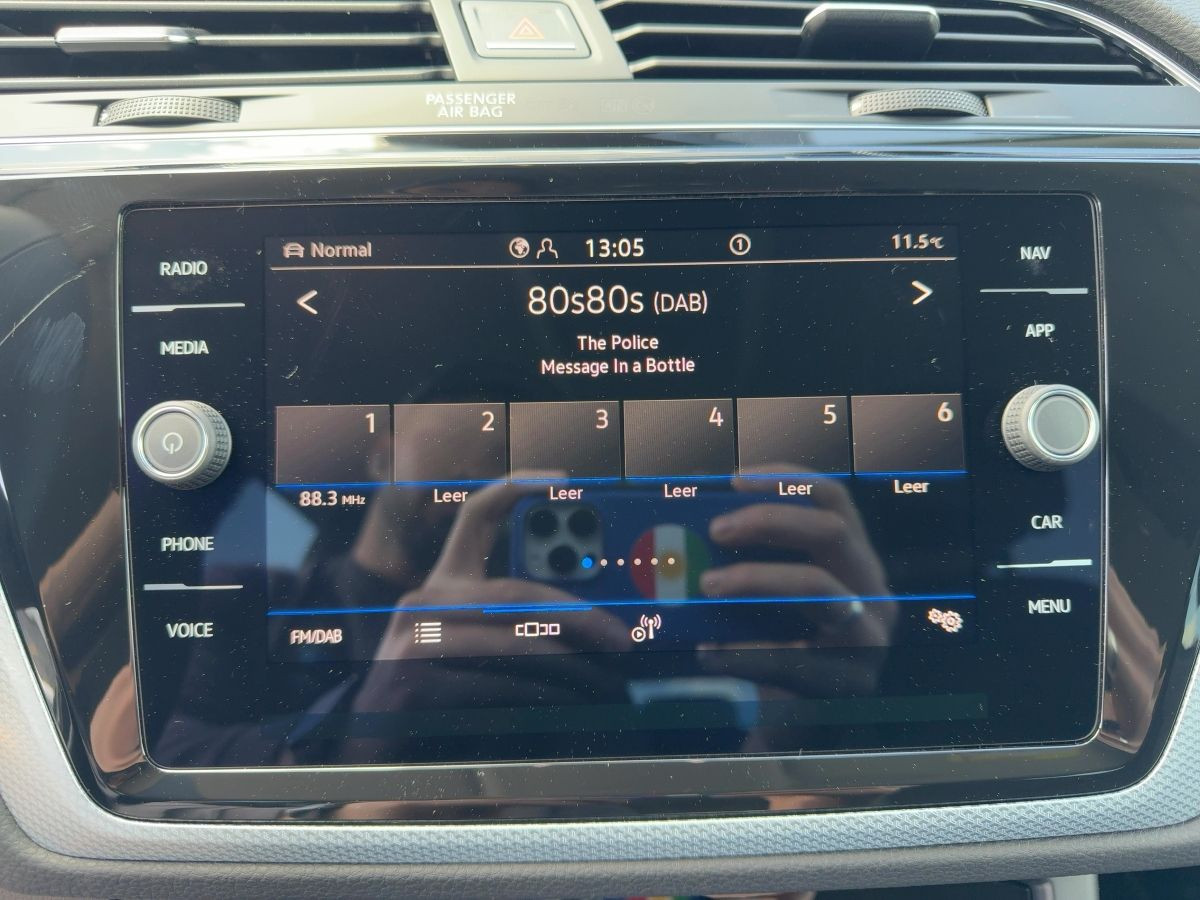 PASSENGER
AIR BAG
Normal
13:05
1
11.5°C
RADIO
MEDIA
PHONE
VOICE
80s80s (DAB)
The Police
Message In a Bottle
1
2
3
4
5
6
88.3 MHz
Leer
Leer
Leer
Leer
Leer
FM/DAB
NAV
APP
CAR
MENU